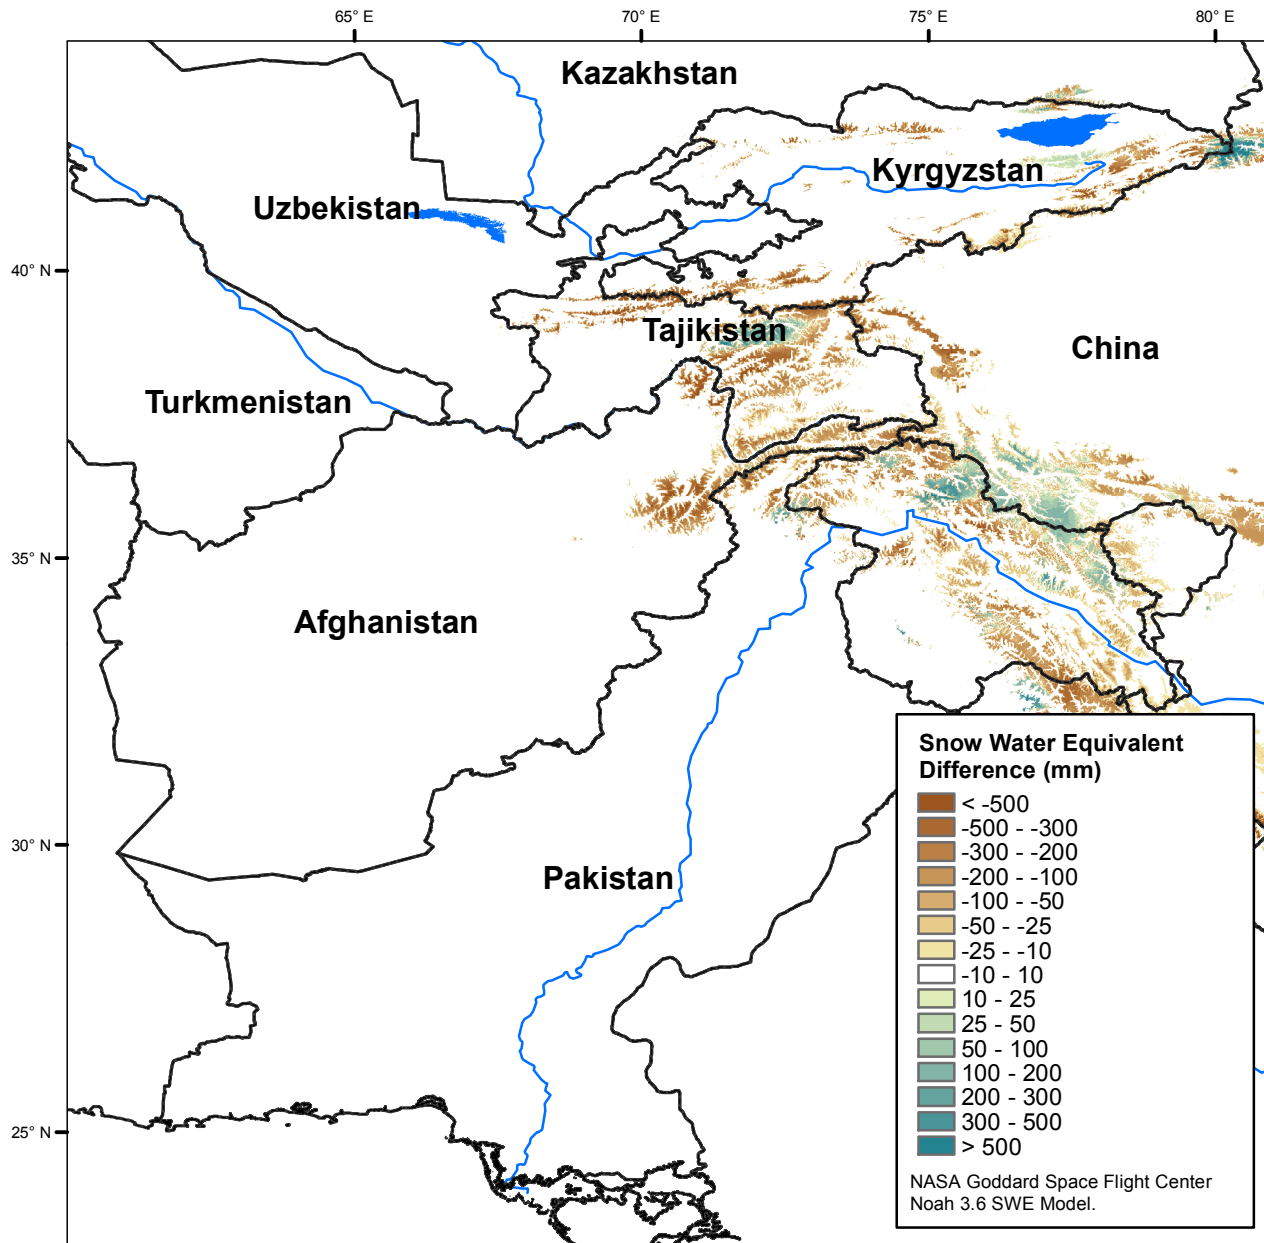 65° E
70° E
75° E
80° E
Kazakhstan
Kyrgyzstan
Uzbekistan
40° N
Tajikistan
China
Turkmenistan
35° N
Afghanistan
30° N
Pakistan
25° N
Snow Water Equivalent
Difference (mm)
< -500
-500 - -300
-300 - -200
-200 - -100
-100 - -50
-50 - -25
-25 - -10
-10 - 10
10 - 25
25 - 50
50 - 100
100 - 200
200 - 300
300 - 500
> 500
NASA Goddard Space Flight Center
Noah 3.6 SWE Model.